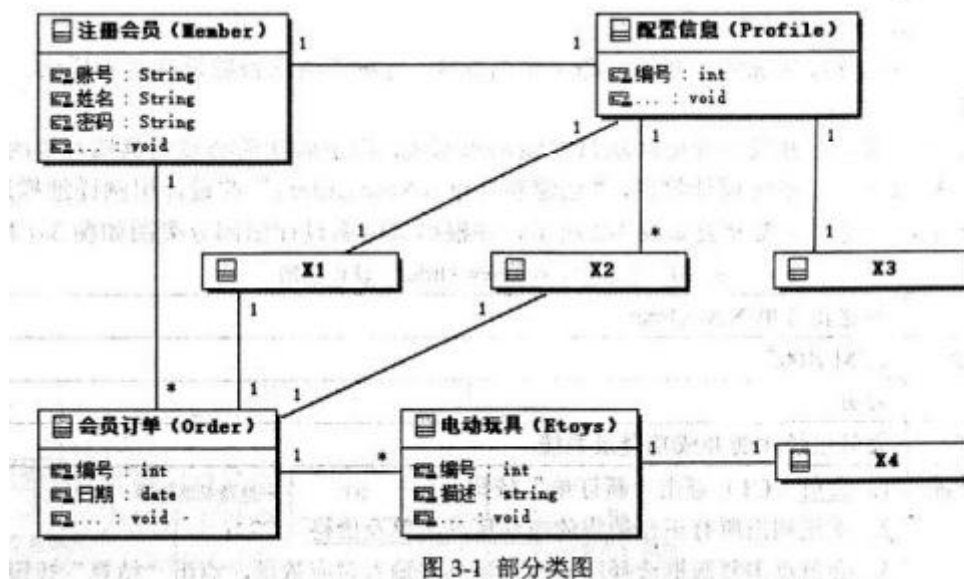 注册会员（Member）
账号 : String
姓名 : String
密码 : String
... : void
1
1
配置信息（Profile）
编号 : int
... : void
1
1
1
1
1
*
1
X1
X2
X3
1
1
*
1
1
会员订单（Order）
编号 : int
日期 : date
... : void
1
*
电动玩具（Etoys）
编号 : int
描述 : string
... : void
1
1
X4
图 3-1 部分类图